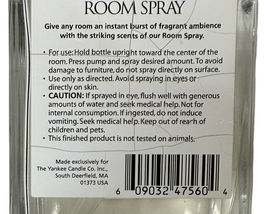 ROOM SPRAY
Give any room an instant burst of fragrant ambience
with the striking scents of our Room Spray.
• For use: Hold bottle upright toward the center of the
room. Press pump and spray desired amount. To avoid
damage to furniture, do not spray directly on surface.
• Use only as directed. Avoid spraying in eyes or
directly on skin.
• CAUTION: If sprayed in eye, flush well with generous
amounts of water and seek medical help. Not for
internal consumption. If ingested, do not induce
vomiting. Seek medical help. Keep out of reach of
children and pets.
• This finished product is not tested on animals.
Made exclusively for
The Yankee Candle Co. Inc.,
South Deerfield, MA
01373 USA
6 09032 47560 4